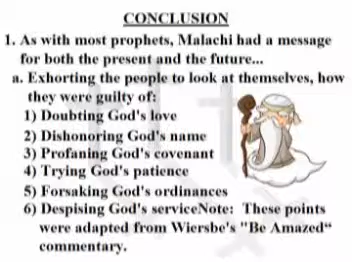 CONCLUSION
1. As with most prophets, Malachi had a message
for both the present and the future...
a. Exhorting the people to look at themselves, how
they were guilty of:
1) Doubting God's love
2) Dishonoring God's name
3) Profaning God's covenant
4) Trying God's patience
5) Forsaking God's ordinances
6) Despising God's serviceNote: These points
were adapted from Wiersbe's "Be Amazed“
commentary.